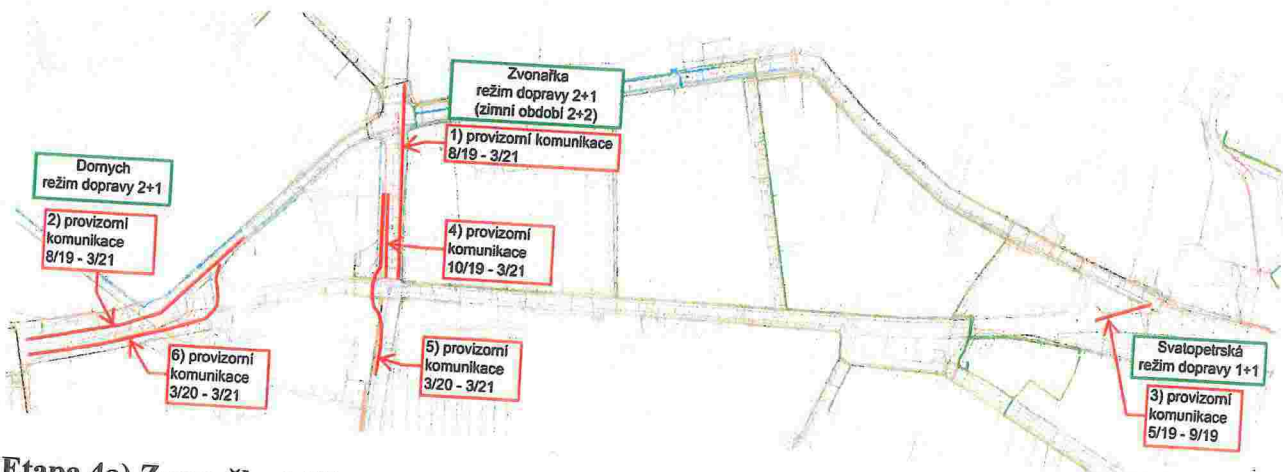 Zvonařka
režim dopravy 2+1
(zimni období 2+2)
1) provizorní komunikace
8/19 - 3/21
Dornych
režim dopravy 2+1
2) provizorní
komunikace
8/19 - 3/21
4) provizorní
komunikace
10/19 - 3/21
6) provizorní
komunikace
3/20 - 3/21
5) provizorní
komunikace
3/20 - 3/21
Svatopetrská
režim dopravy 1+1
3) provizorní
komunikace
5/19 - 9/19
Etapa